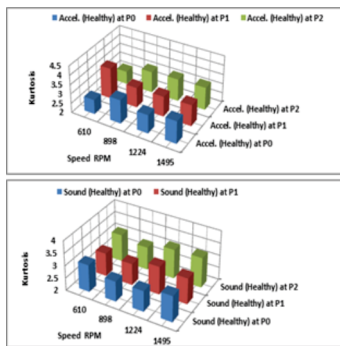 Accel. (Healthy) at P0 Accel. (Healthy) at P1 Accel. (Healthy) at P2
4.5
4
3.5
3
2.5
2
Kurtosis
610
898
1224
1495
Speed RPM
Accel. (Healthy) at P2
Accel. (Healthy) at P1
Accel. (Healthy) at P0
Sound (Healthy) at P0 Sound (Healthy) at P1
4
3.5
3
2.5
2
Kurtosis
610
898
1224
1495
Speed RPM
Sound (Healthy) at P2
Sound (Healthy) at P1
Sound (Healthy) at P0